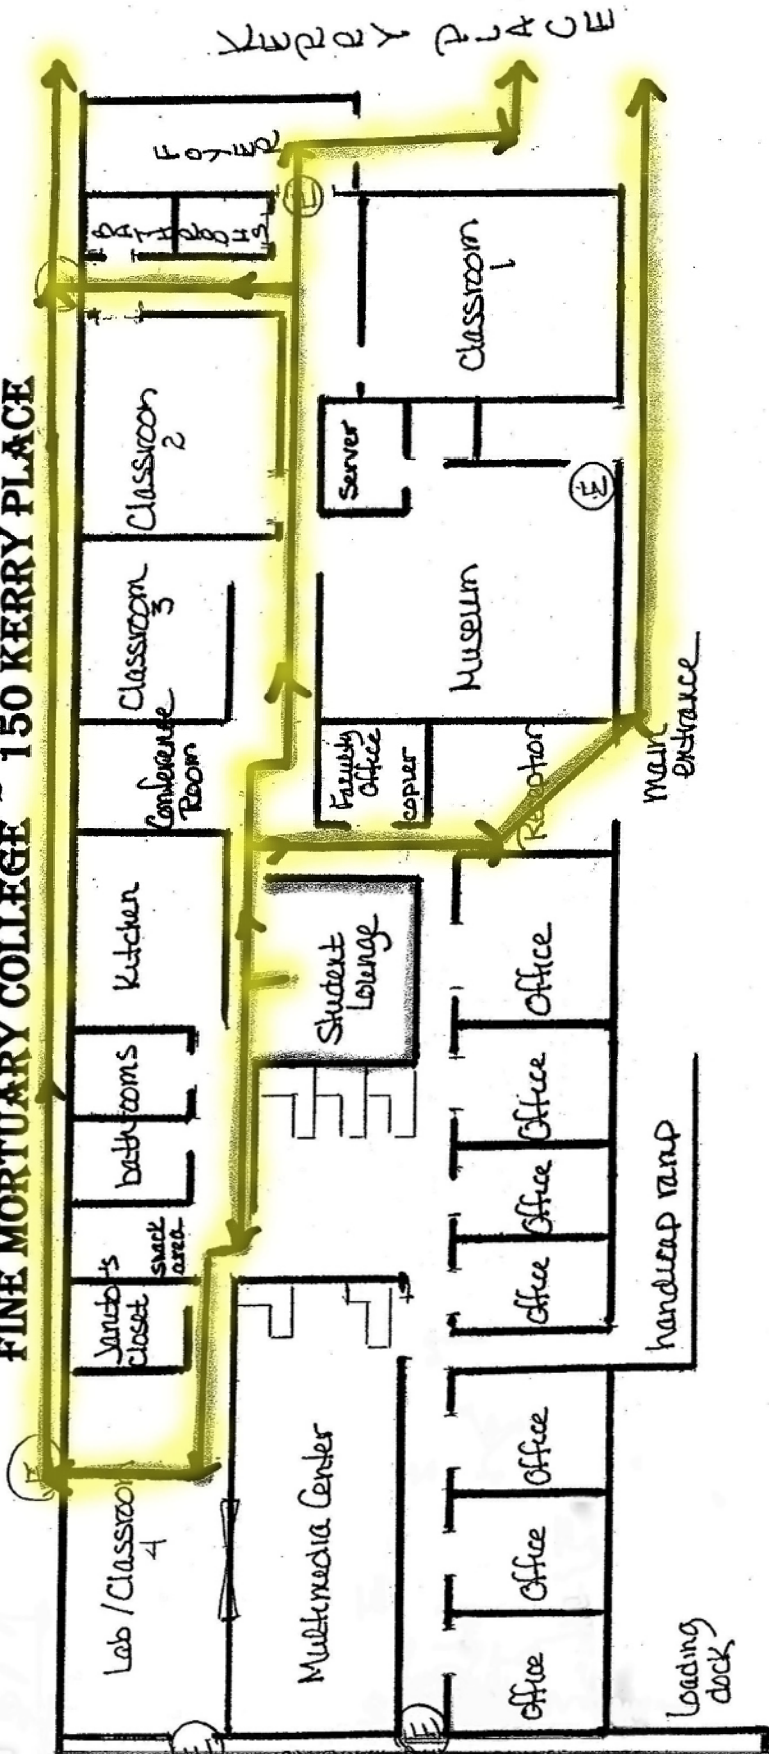 FINE MORTUARY COLLEGE ~ 150 KERRY PLACE
Lab / Classroom
4
Janitor's
Closet
snack
area
bathrooms
Kitchen
Conference
Room
Classroom
3
Classroom
2
BATH
ROOMS
FOYER
KERRY PLACE
E
E
E
E
Multimedia Center
Student
Lounge
Faculty
Office
copier
Reception
Museum
server
Classroom
1
E
Office
Office
Office
Office
Office
Office
Office
Loading
dock
handicap ramp
main
entrance